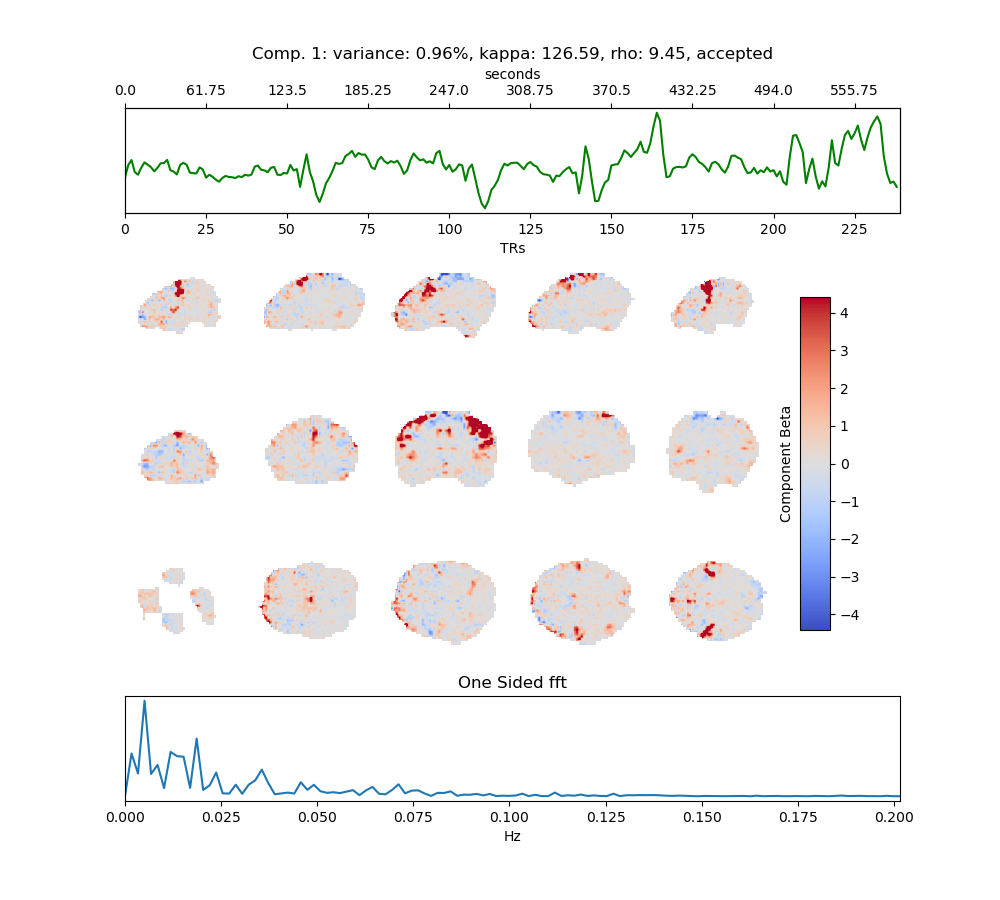 Comp. 1: variance: 0.96%, kappa: 126.59, rho: 9.45, accepted
seconds
0.0 61.75 123.5 185.25 247.0 308.75 370.5 432.25 494.0 555.75
0 25 50 75 100 125 150 175 200 225
TRs
4
3
2
1
0
−1
−2
−3
−4
Component Beta
One Sided fft
0.000 0.025 0.050 0.075 0.100 0.125 0.150 0.175 0.200
Hz